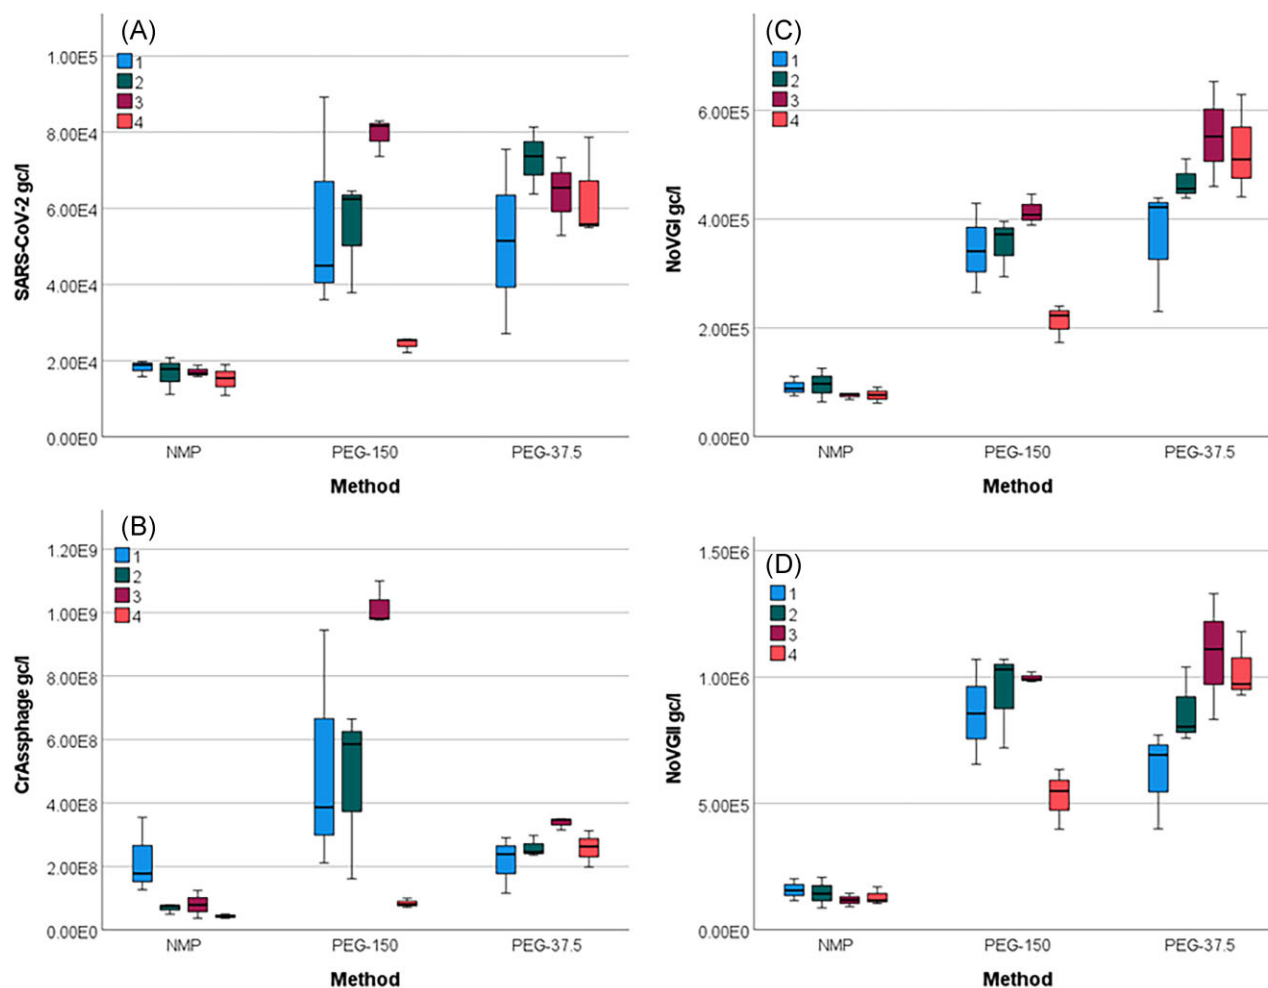 (A)
1.00E5
8.00E4
6.00E4
4.00E4
2.00E4
0.00E0
SARS-CoV-2 gc/l
1
2
3
4
NMP PEG-150 PEG-37.5
Method
(C)
6.00E5
4.00E5
2.00E5
0.00E0
NoVGI gc/l
1
2
3
4
NMP PEG-150 PEG-37.5
Method
(B)
1.20E9
1.00E9
8.00E8
6.00E8
4.00E8
2.00E8
0.00E0
CrAssphage gc/l
1
2
3
4
NMP PEG-150 PEG-37.5
Method
(D)
1.50E6
1.00E6
5.00E5
0.00E0
NoVGII gc/l
1
2
3
4
NMP PEG-150 PEG-37.5
Method